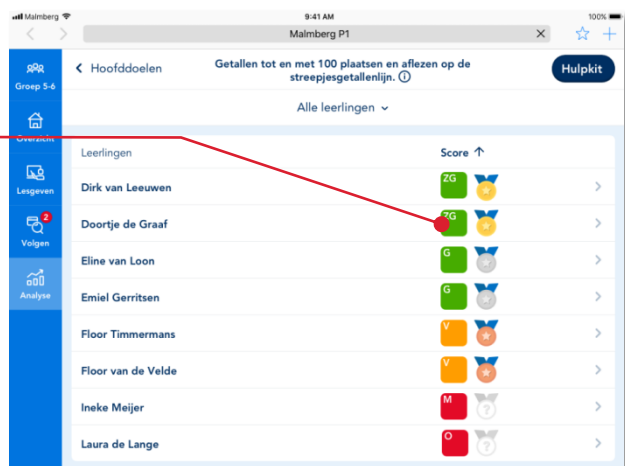 Malmberg 9:41 AM 100%
Malmberg P1
Groep 5-6
Hoofddoelen
Getallen tot en met 100 plaatsen en aflezen op de
streepjesgetallenlijn.
Hulpkit
Alle leerlingen
Overzicht
Lesgeven
2
Volgen
Analyse
Leerlingen Score
Dirk van Leeuwen ZG
Doortje de Graaf ZG
Eline van Loon G
Emiel Gerritsen G
Floor Timmermans V
Floor van de Velde V
Ineke Meijer M ?
Laura de Lange O ?